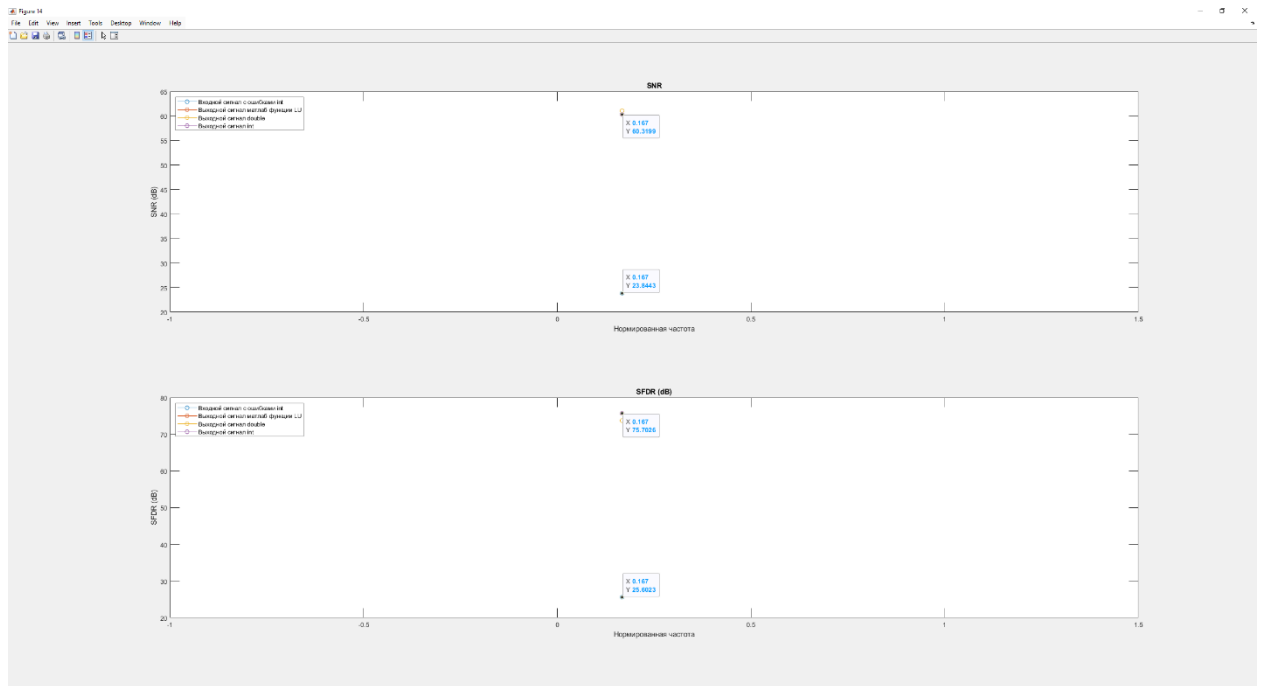 Figure 14
File Edit View Insert Tools Desktop Window Help
SNR
65
60
55
50
45
40
35
30
25
20
SNR (dB)
Входной сигнал с ошибками int
Выходной сигнал матлаб функции LU
Выходной сигнал double
Выходной сигнал int
X 0.167
Y 60.3199
X 0.167
Y 23.8443
-1 -0.5 0 0.5 1 1.5
Нормированная частота
SFDR (dB)
80
70
60
50
40
30
20
SFDR (dB)
Входной сигнал с ошибками int
Выходной сигнал матлаб функции LU
Выходной сигнал double
Выходной сигнал int
X 0.167
Y 75.7626
X 0.167
Y 25.6023
-1 -0.5 0 0.5 1 1.5
Нормированная частота